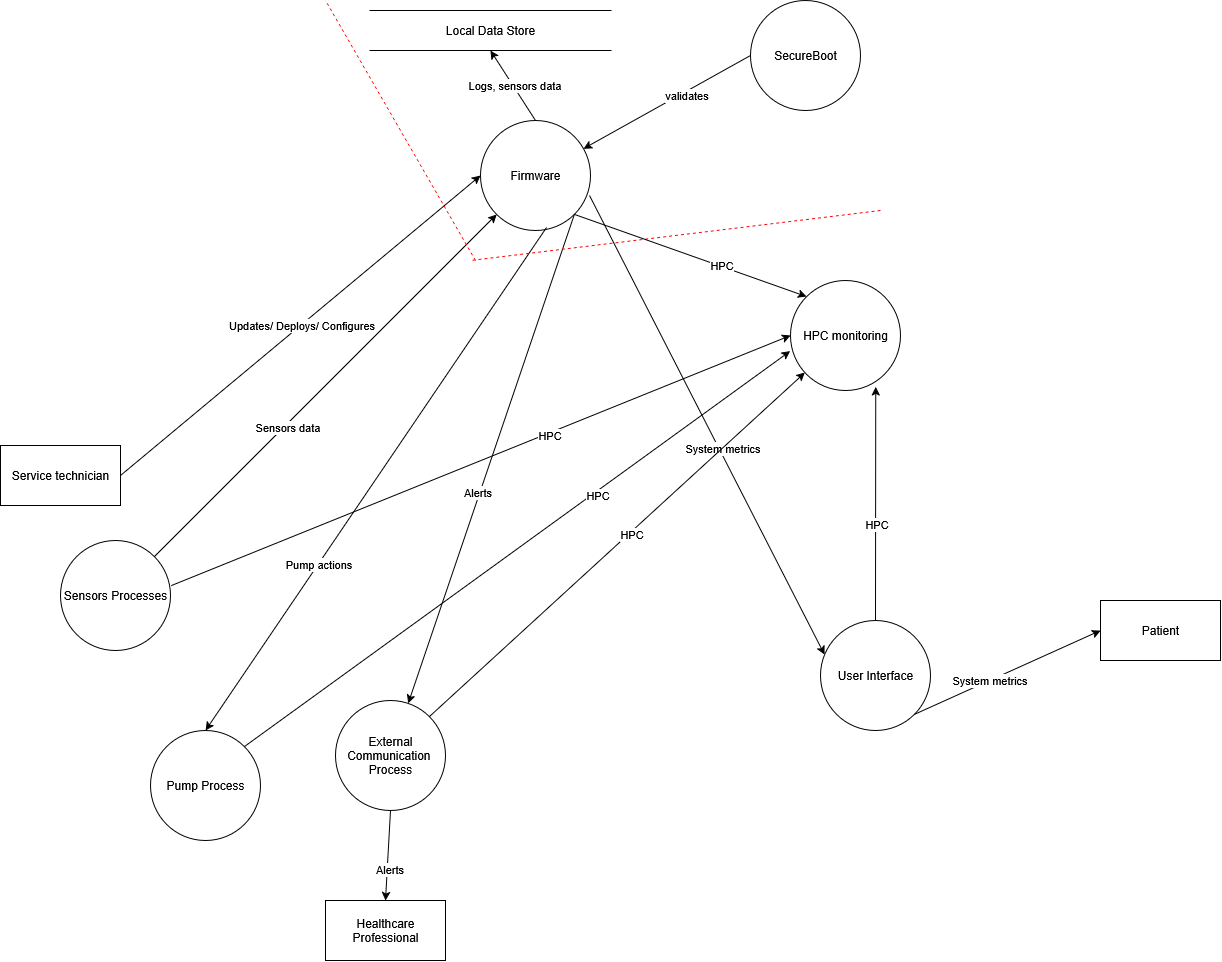 Local Data Store
SecureBoot
Logs, sensors data
validates
Firmware
HPC
Updates/ Deploys/ Configures
HPC monitoring
Sensors data
HPC
System metrics
Service technician
Alerts
HPC
HPC
HPC
Pump actions
Sensors Processes
Patient
User Interface
System metrics
External
Communication
Process
Pump Process
Alerts
Healthcare
Professional